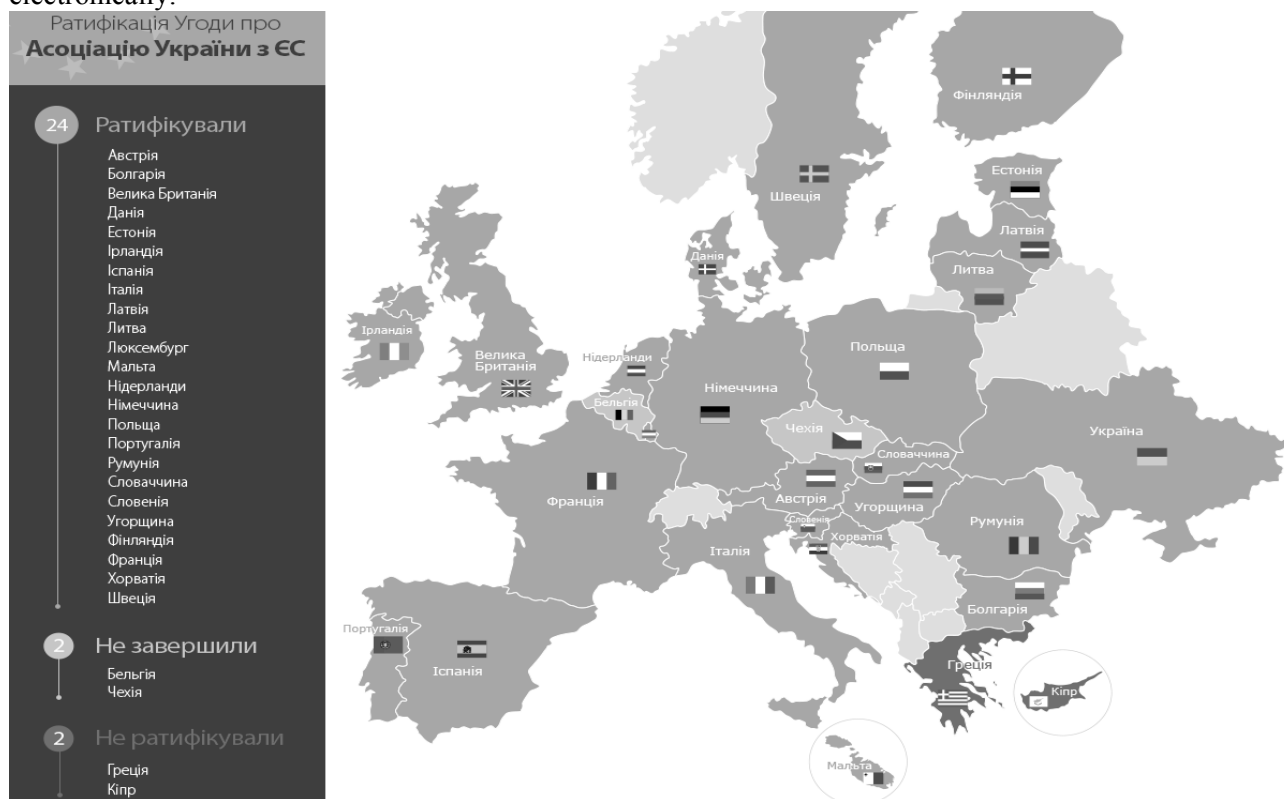 electronically.
Ратифікація Угоди про
Асоціацію України з ЄС
24 Ратифікували
Австрія
Болгарія
Велика Британія
Данія
Естонія
Ірландія
Іспанія
Італія
Латвія
Литва
Люксембург
Мальта
Нідерланди
Німеччина
Польща
Португалія
Румунія
Словаччина
Словенія
Угорщина
Фінляндія
Франція
Хорватія
Швеція
2 Не завершили
Бельгія
Чехія
2 Не ратифікували
Греція
Кіпр
Фінляндія
Естонія
Швеція
Латвія
Данія
Литва
Ірландія
Нідерланди
Польща
Велика
Британія
Німеччина
Бельгія
Україна
Чехія
Словаччина
Франція
Австрія
Угорщина
Словенія
Румунія
Хорватія
Італія
Болгарія
Португалія
Іспанія
Греція
Кіпр
Мальта